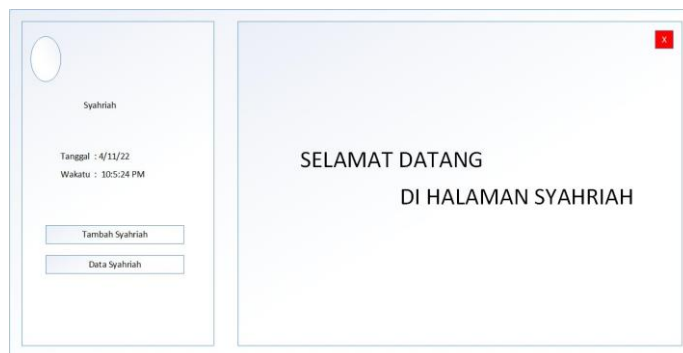 Syahriah
Tanggal : 4/11/22
Wakatu : 10:5:24 PM
Tambah Syahriah
Data Syahriah
X
SELAMAT DATANG
DI HALAMAN SYAHRIAH